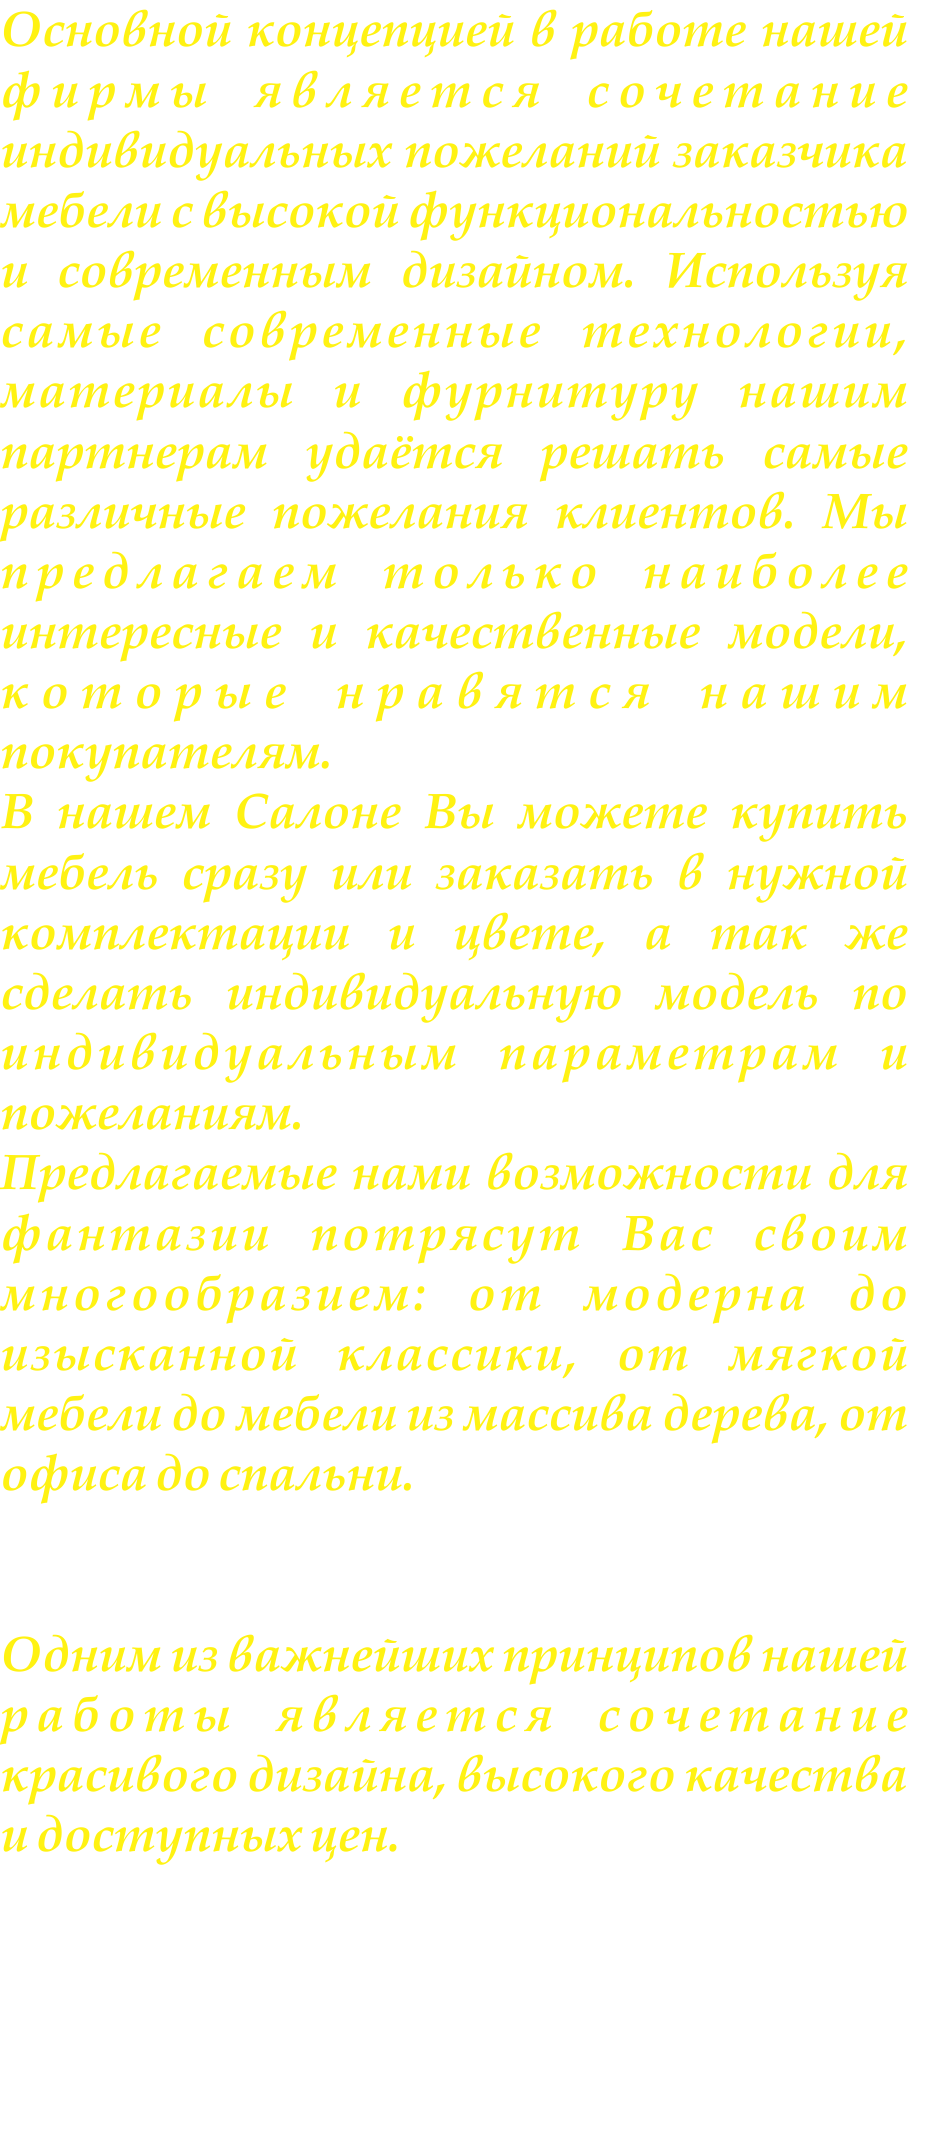 Основной концепцией в работе нашей
фирмы является сочетание
индивидуальных пожеланий заказчика
мебели с высокой функциональностью
и современным дизайном. Используя
самые современные технологии,
материалы и фурнитуру нашим
партнерам удаётся решать самые
различные пожелания клиентов. Мы
предлагаем только наиболее
интересные и качественные модели,
которые нравятся нашим
покупателям.
В нашем Салоне Вы можете купить
мебель сразу или заказать в нужной
комплектации и цвете, а так же
сделать индивидуальную модель по
индивидуальным параметрам и
пожеланиям.
Предлагаемые нами возможности для
фантазии потрясут Вас своим
многообразием: от модерна до
изысканной классики, от мягкой
мебели до мебели из массива дерева, от
офиса до спальни.
Одним из важнейших принципов нашей
работы является сочетание
красивого дизайна, высокого качества
и доступных цен.